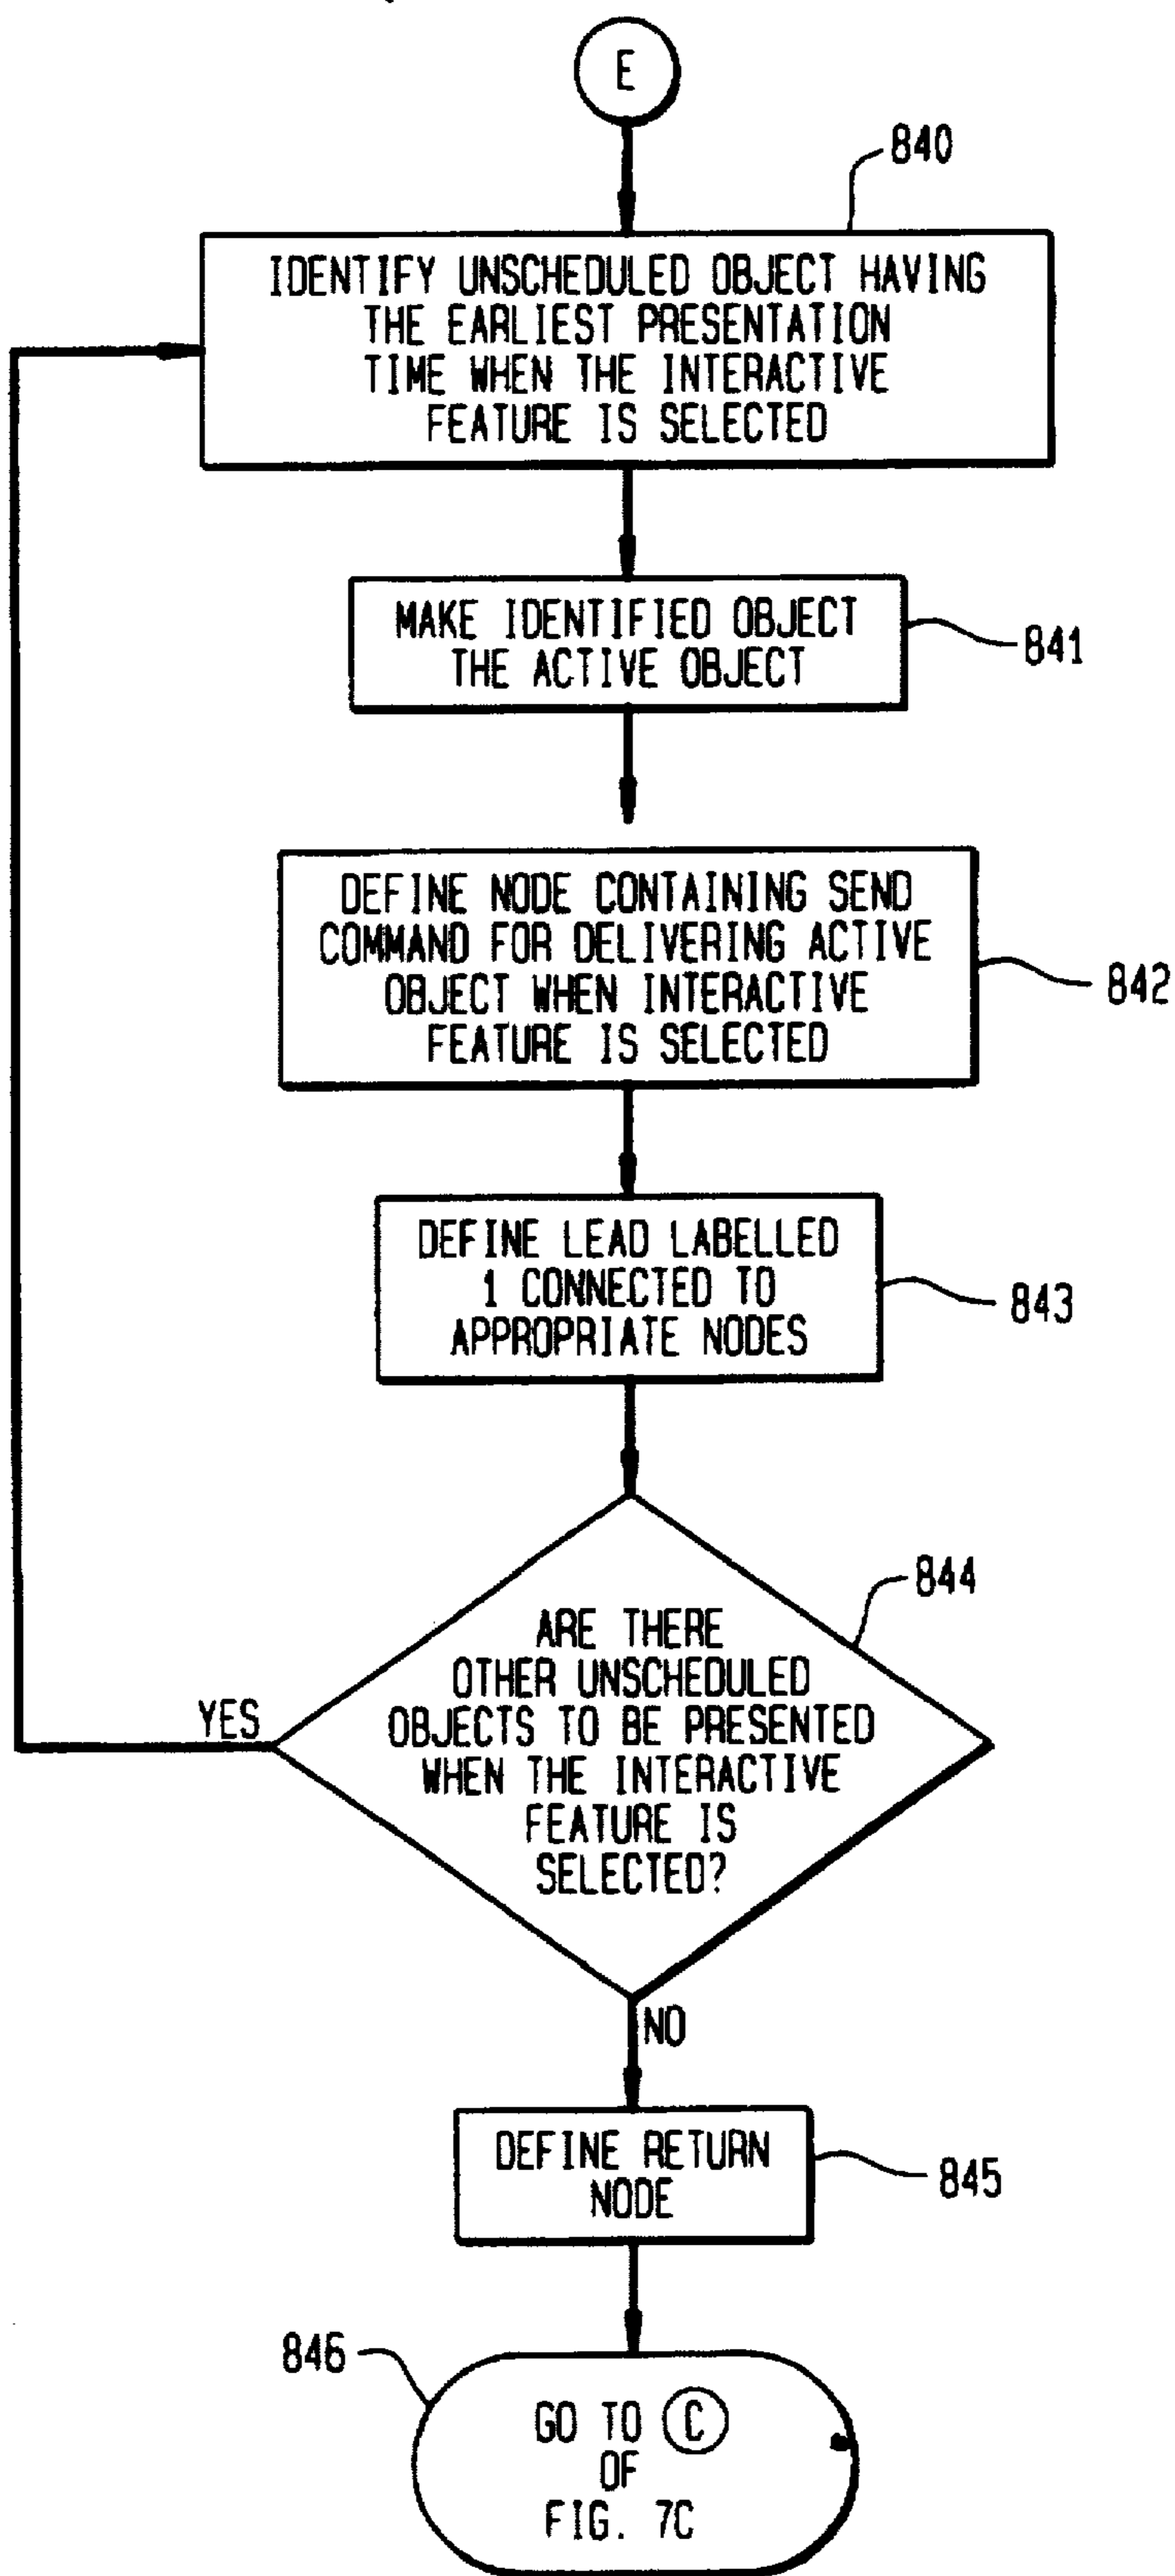 E
840
IDENTIFY UNSCHEDULED OBJECT HAVING
THE EARLIEST PRESENTATION
TIME WHEN THE INTERACTIVE
FEATURE IS SELECTED
MAKE IDENTIFIED OBJECT
THE ACTIVE OBJECT
841
DEFINE NODE CONTAINING SEND
COMMAND FOR DELIVERING ACTIVE
OBJECT WHEN INTERACTIVE
FEATURE IS SELECTED
842
DEFINE LEAD LABELLED
1 CONNECTED TO
APPROPRIATE NODES
843
844
ARE THERE
OTHER UNSCHEDULED
OBJECTS TO BE PRESENTED
WHEN THE INTERACTIVE
FEATURE IS
SELECTED?
YES
NO
DEFINE RETURN
NODE
845
846
GO TO C
OF
FIG. 7C